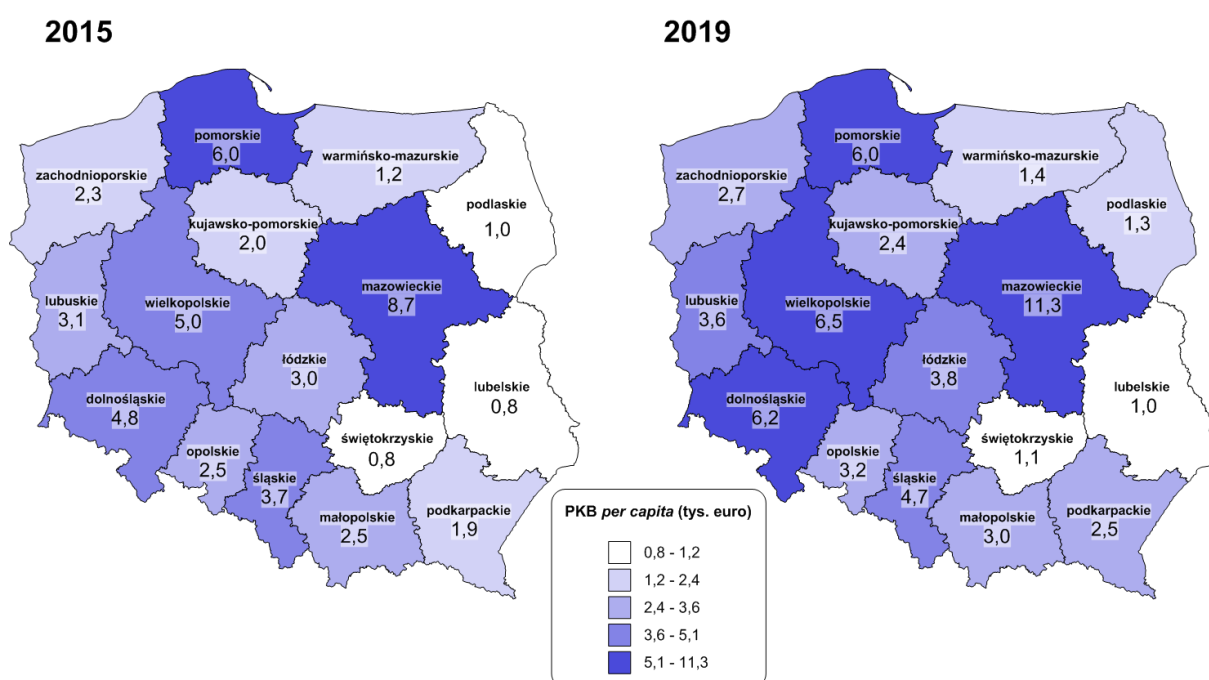 2015
pomorskie
6,0
zachodnioporskie
2,3
warmińsko-mazurskie
1,2
podlaskie
1,0
kujawsko-pomorskie
2,0
lubuskie
3,1
wielkopolskie
5,0
mazowieckie
8,7
łódzkie
3,0
dolnośląskie
4,8
lubelskie
0,8
opolskie
2,5
śląskie
3,7
świętokrzyskie
0,8
małopolskie
2,5
podkarpackie
1,9
2019
pomorskie
6,0
zachodnioporskie
2,7
warmińsko-mazurskie
1,4
podlaskie
1,3
kujawsko-pomorskie
2,4
lubuskie
3,6
wielkopolskie
6,5
mazowieckie
11,3
łódzkie
3,8
dolnośląskie
6,2
lubelskie
1,0
opolskie
3,2
śląskie
4,7
świętokrzyskie
1,1
małopolskie
3,0
podkarpackie
2,5
PKB per capita (tys. euro)
0,8 - 1,2
1,2 - 2,4
2,4 - 3,6
3,6 - 5,1
5,1 - 11,3